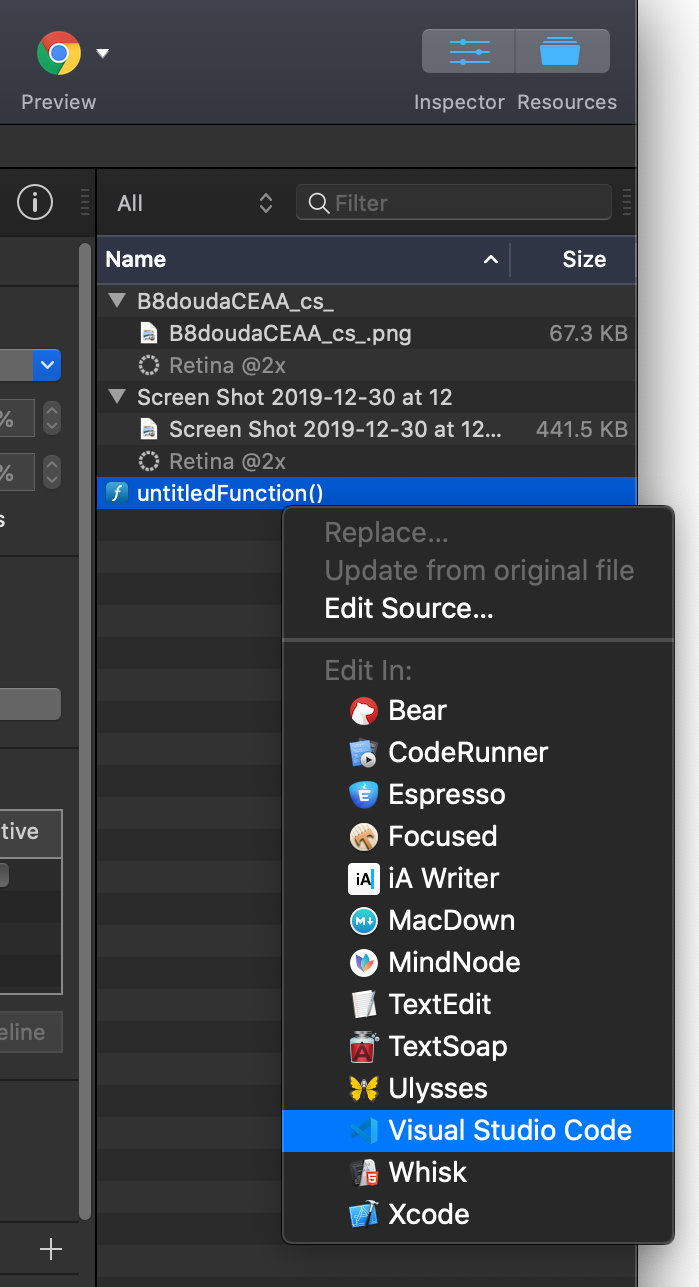 Preview
Inspector Resources
All
Filter
Name Size
B8doudaCEAA_cs_
B8doudaCEAA_cs_.png 67.3 KB
Retina @2x
Screen Shot 2019-12-30 at 12
%
Screen Shot 2019-12-30 at 12... 441.5 KB
Retina @2x
%
untitledFunction()
s
Replace...
Update from original file
Edit Source...
Edit In:
Bear
CodeRunner
Espresso
tive
Focused
iA Writer
MacDown
MindNode
TextEdit
eline
TextSoap
Ulysses
Visual Studio Code
Whisk
Xcode